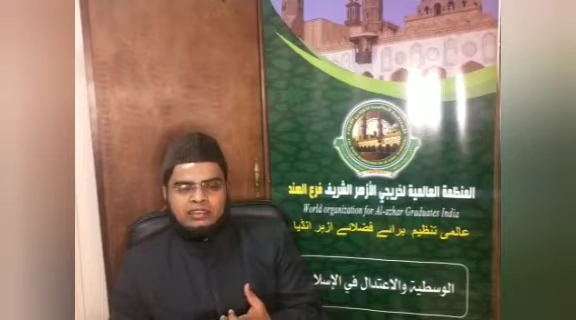 المنظمة العالمية لخريجي الأزهر الشريف فرع الهند
World organization for Al-azhar Graduates India
عالمی تنظیم برائے فضلائے ازہر انڈیا
الوسطية والاعتدال في الإسلا